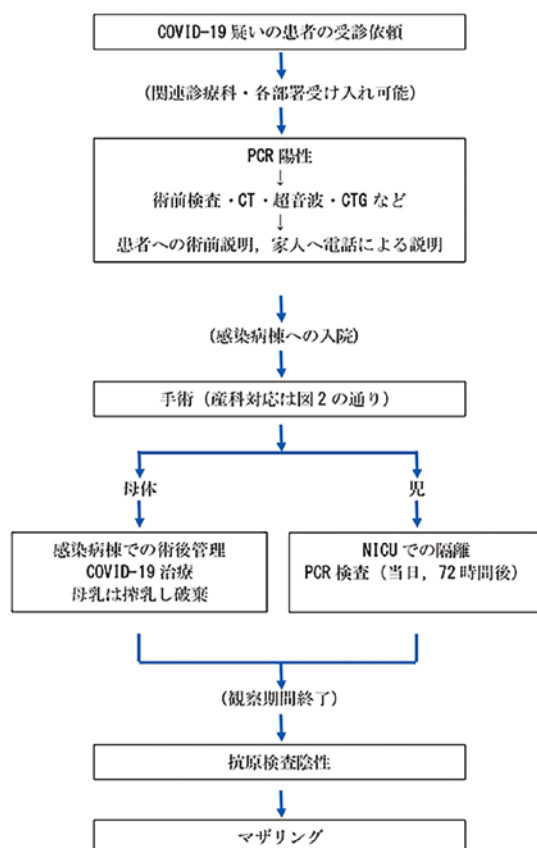 COVID-19 疑いの患者の受診依頼
(関連診療科・各部署受け入れ可能)
PCR 陽性
↓
術前検査・CT・超音波・CTG など
↓
患者への術前説明，家人へ電話による説明
(感染病棟への入院)
手術（産科対応は図 2 の通り）
母体
児
感染病棟での術後管理
COVID-19 治療
母乳は搾乳し破棄
NICU での隔離
PCR 検査（当日，72 時間後）
(観察期間終了)
抗原検査陰性
マザリング